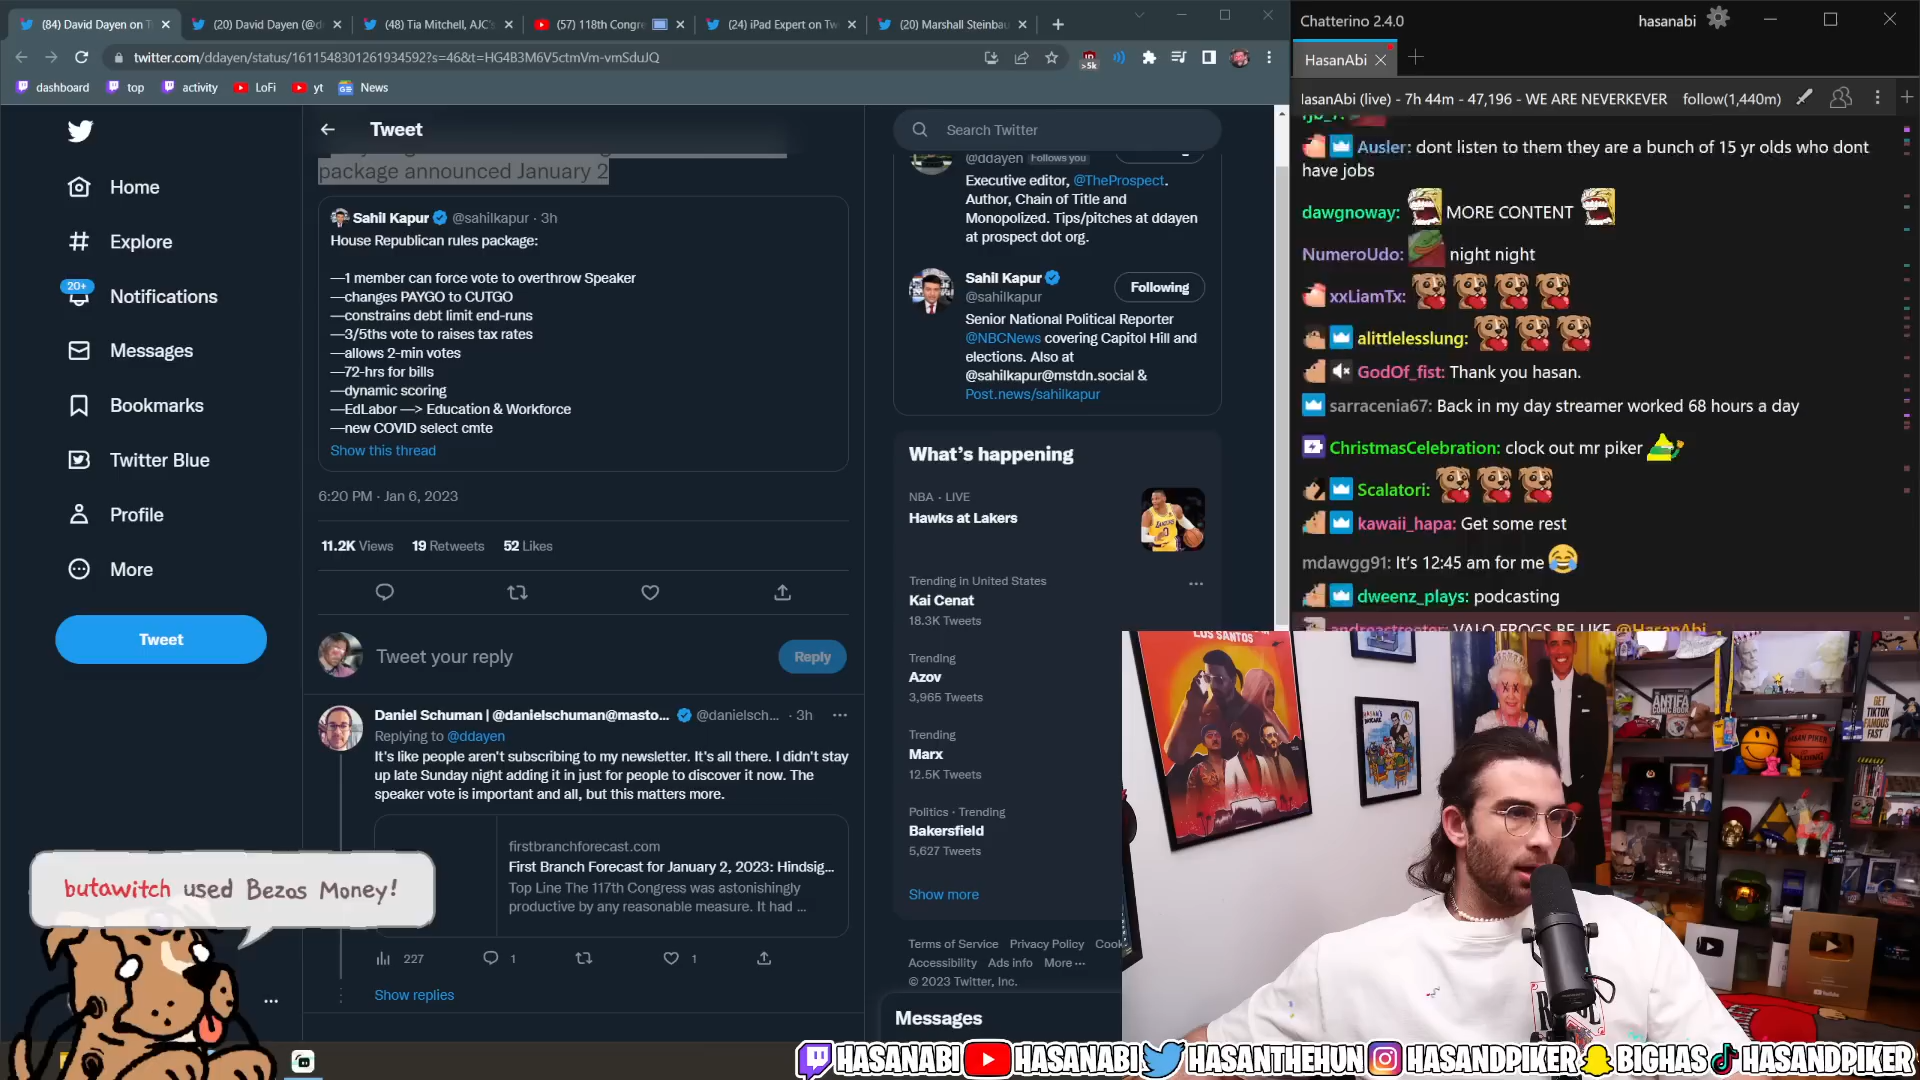 (84) David Dayen on T
(20) David Dayen (@d
(48) Tia Mitchell, AJC's
(57) 118th Congr
(24) iPad Expert on Tw
(20) Marshall Steinbau
twitter.com/ddayen/status/1611548301261934592?s=46&t=HG4B3M6V5ctmVm-vmSduJQ
>5k
dashboard
top
activity
LoFi
yt
News
Home
Explore
20+
Notifications
Messages
Bookmarks
Twitter Blue
Profile
More
Tweet
Tweet
package announced January 2
Sahil Kapur @sahilkapur · 3h
House Republican rules package:
—1 member can force vote to overthrow Speaker
—changes PAYGO to CUTGO
—constrains debt limit end-runs
—3/5ths vote to raises tax rates
—allows 2-min votes
—72-hrs for bills
—dynamic scoring
—EdLabor —> Education & Workforce
—new COVID select cmte
Show this thread
6:20 PM · Jan 6, 2023
11.2K Views 19 Retweets 52 Likes
Tweet your reply
Reply
Daniel Schuman | @danielschuman@masto... @danielsch... · 3h
Replying to @ddayen
It's like people aren't subscribing to my newsletter. It's all there. I didn't stay
up late Sunday night adding it in just for people to discover it now. The
speaker vote is important and all, but this matters more.
firstbranchforecast.com
First Branch Forecast for January 2, 2023: Hindsig...
Top Line The 117th Congress was astonishingly
productive by any reasonable measure. It had ...
227
1
1
Show replies
butawitch used Bezos Money!
Search Twitter
@ddayen Follows you
Executive editor, @TheProspect.
Author, Chain of Title and
Monopolized. Tips/pitches at ddayen
at prospect dot org.
Sahil Kapur
@sahilkapur
Following
Senior National Political Reporter
@NBCNews covering Capitol Hill and
elections. Also at
@sahilkapur@mstdn.social &
Post.news/sahilkapur
What's happening
NBA · LIVE
Hawks at Lakers
Trending in United States
Kai Cenat
18.3K Tweets
Trending
Azov
3,965 Tweets
Trending
Marx
12.5K Tweets
Politics · Trending
Bakersfield
5,627 Tweets
Show more
Terms of Service Privacy Policy Cook
Accessibility Ads info More ···
© 2023 Twitter, Inc.
Messages
Chatterino 2.4.0
hasanabi
HasanAbi
HasanAbi (live) - 7h 44m - 47,196 - WE ARE NEVERKEVER follow(1,440m)
Ausler: dont listen to them they are a bunch of 15 yr olds who dont
have jobs
dawgnoway: MORE CONTENT
NumeroUdo: night night
xxLiamTx:
alittlelesslung:
GodOf_fist: Thank you hasan.
sarracenia67: Back in my day streamer worked 68 hours a day
ChristmasCelebration: clock out mr piker
Scalatori:
kawaii_hapa: Get some rest
mdawgg91: It's 12:45 am for me
dweenz_plays: podcasting
andreastreeter: VALO FROGS BE LIKE @HasanAbi
LOS SANTOS
ANTIFA
GET
TIKTOK
FAMOUS
FAST
HASAN PIKER
HASANABI HASANABI HASANTHEHUN HASANDPIKER BIGHAS HASANDPIKER